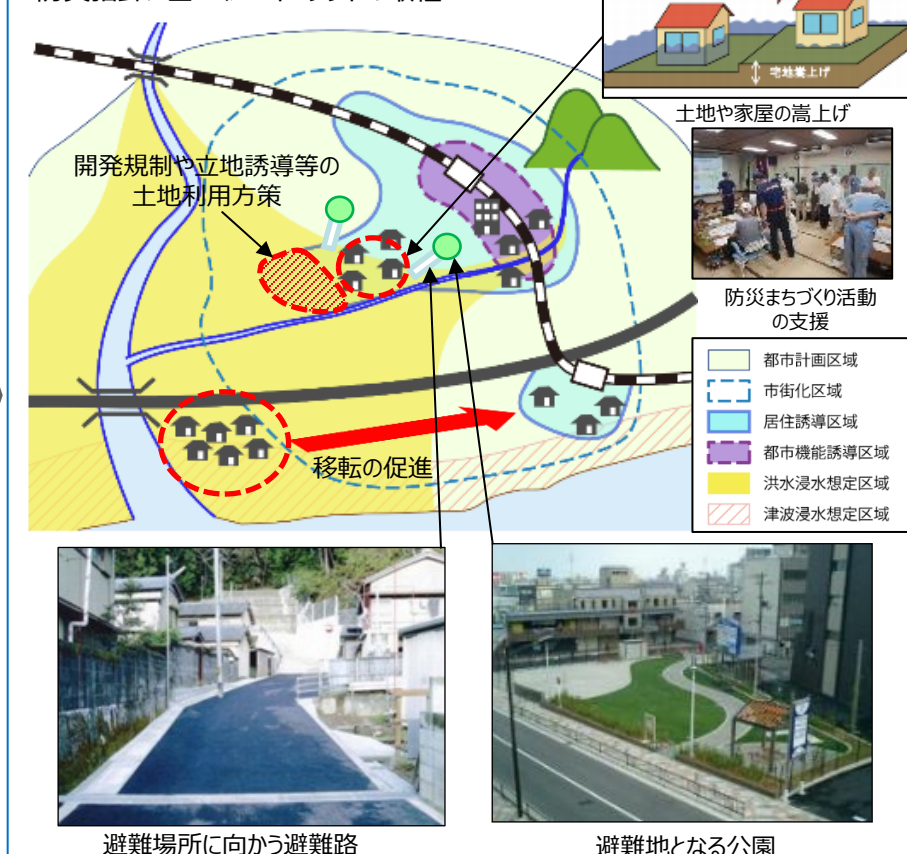 宅地嵩上げ
土地や家屋の嵩上げ
開発規制や立地誘導等の
土地利用方策
防災まちづくり活動
の支援
都市計画区域
市街化区域
居住誘導区域
都市機能誘導区域
洪水浸水想定区域
津波浸水想定区域
移転の促進
避難場所に向かう避難路
避難地となる公園